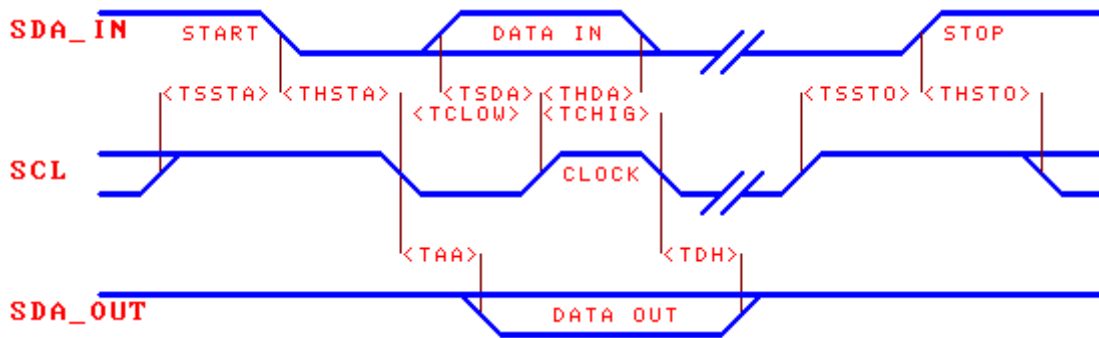 SDA_IN START DATA IN STOP
<TSSTA> <THSTA> <TSDA> <THDA> <TSSTO> <THSTO>
<TCLOW> <TCHIG>
SCL CLOCK
<TAA> <TDH>
SDA_OUT DATA OUT